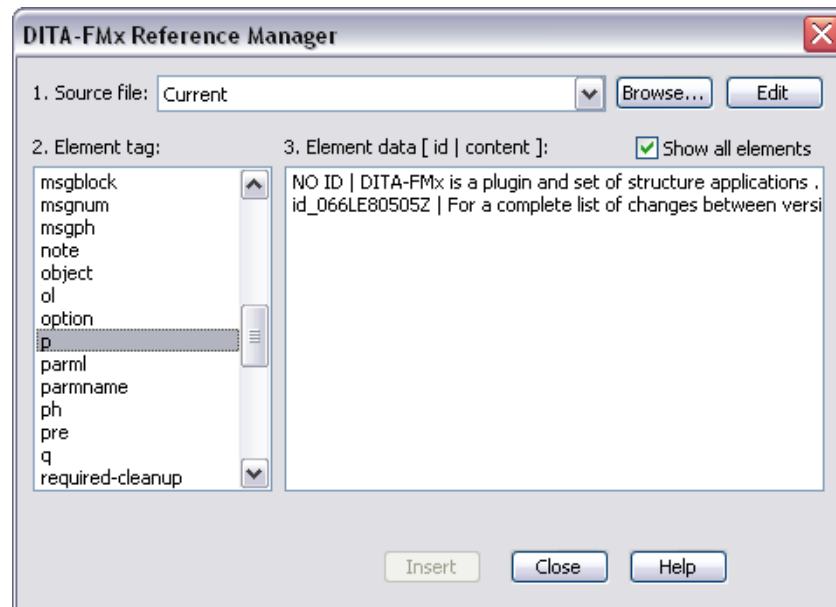 DITA-FMx Reference Manager
1. Source file: Current Browse... Edit
2. Element tag: 3. Element data [ id | content ]: Show all elements
msgblock
msgnum
msgph
note
object
ol
option
p
parml
parmname
ph
pre
q
required-cleanup
NO ID | DITA-FMx is a plugin and set of structure applications .
id_066LE80505Z | For a complete list of changes between versi
Insert Close Help